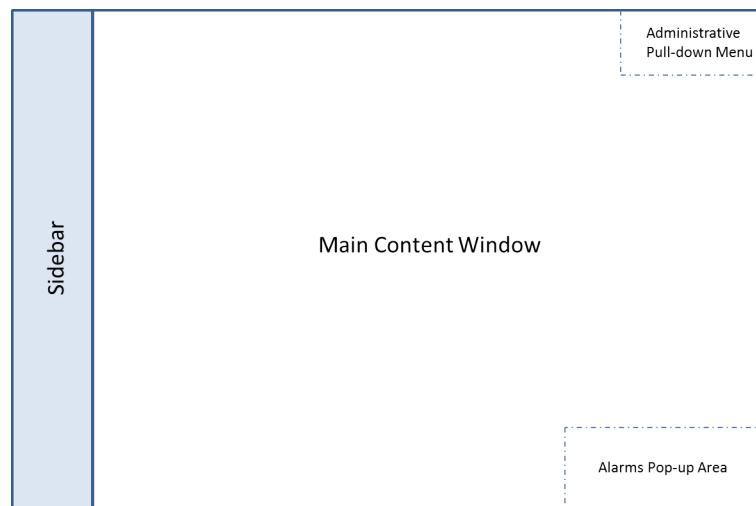 Administrative
Pull-down Menu
Sidebar
Main Content Window
Alarms Pop-up Area